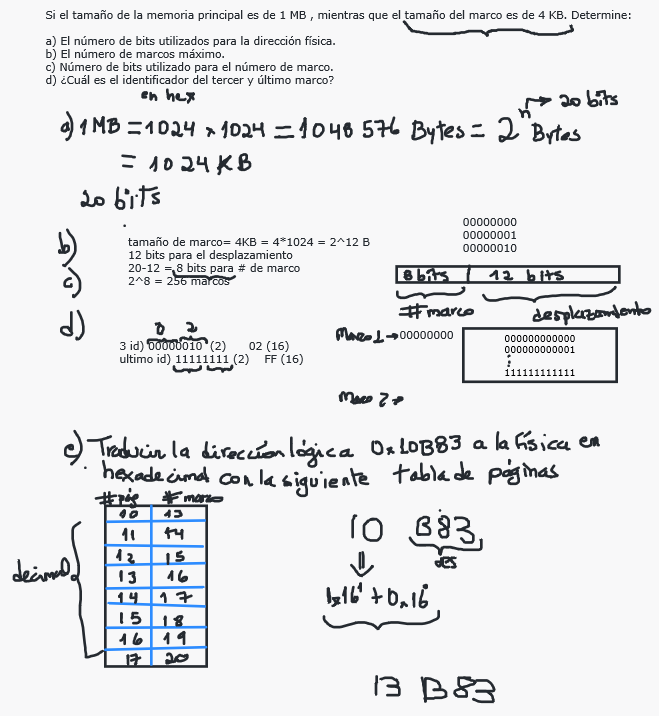 Si el tamaño de la memoria principal es de 1 MB , mientras que el tamaño del marco es de 4 KB. Determine:
a) El número de bits utilizados para la dirección física.
b) El número de marcos máximo.
c) Número de bits utilizado para el número de marco.
d) ¿Cuál es el identificador del tercer y último marco?
en hex
a) 1 MB = 1024 x 1024 = 1048 576 Bytes = 2^n Bytes → 20 bits
= 1024 KB
20 bits
b)
tamaño de marco= 4KB = 4*1024 = 2^12 B
12 bits para el desplazamiento
20-12 = 8 bits para # de marco
c)
2^8 = 256 marcos
00000000
00000001
00000010
8 bits 12 bits
# marco desplazamiento
d)
0 2
3 id) 00000010 (2) 02 (16)
ultimo id) 11111111 (2) FF (16)
Marco 1 → 00000000
000000000000
000000000001
⋮
111111111111
Marco 2 →
e) Traducir la dirección lógica 0x10B83 a la física en
hexadecimal con la siguiente tabla de páginas
# pág # marco
10 13
11 14
12 15
13 16
14 17
15 18
16 19
17 20
decimal
10 B83
des
1x16^1 + 0x16^0
13 B83